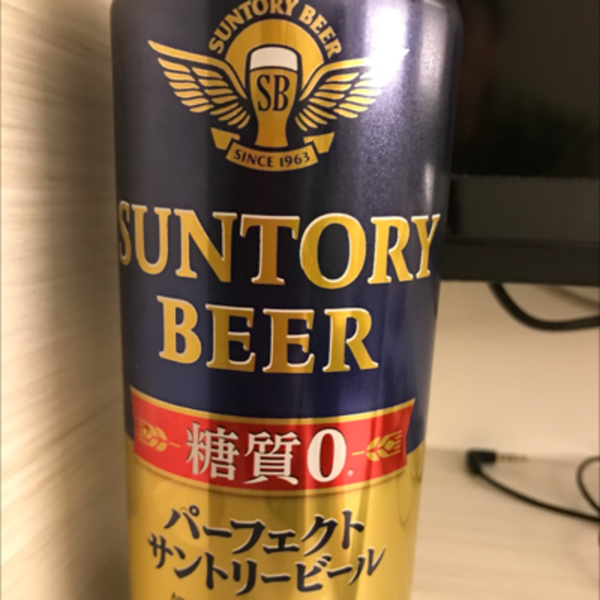 SUNTORY BEER
SB
SINCE 1963
SUNTORY
BEER
糖質0.
パーフェクト
サントリービール